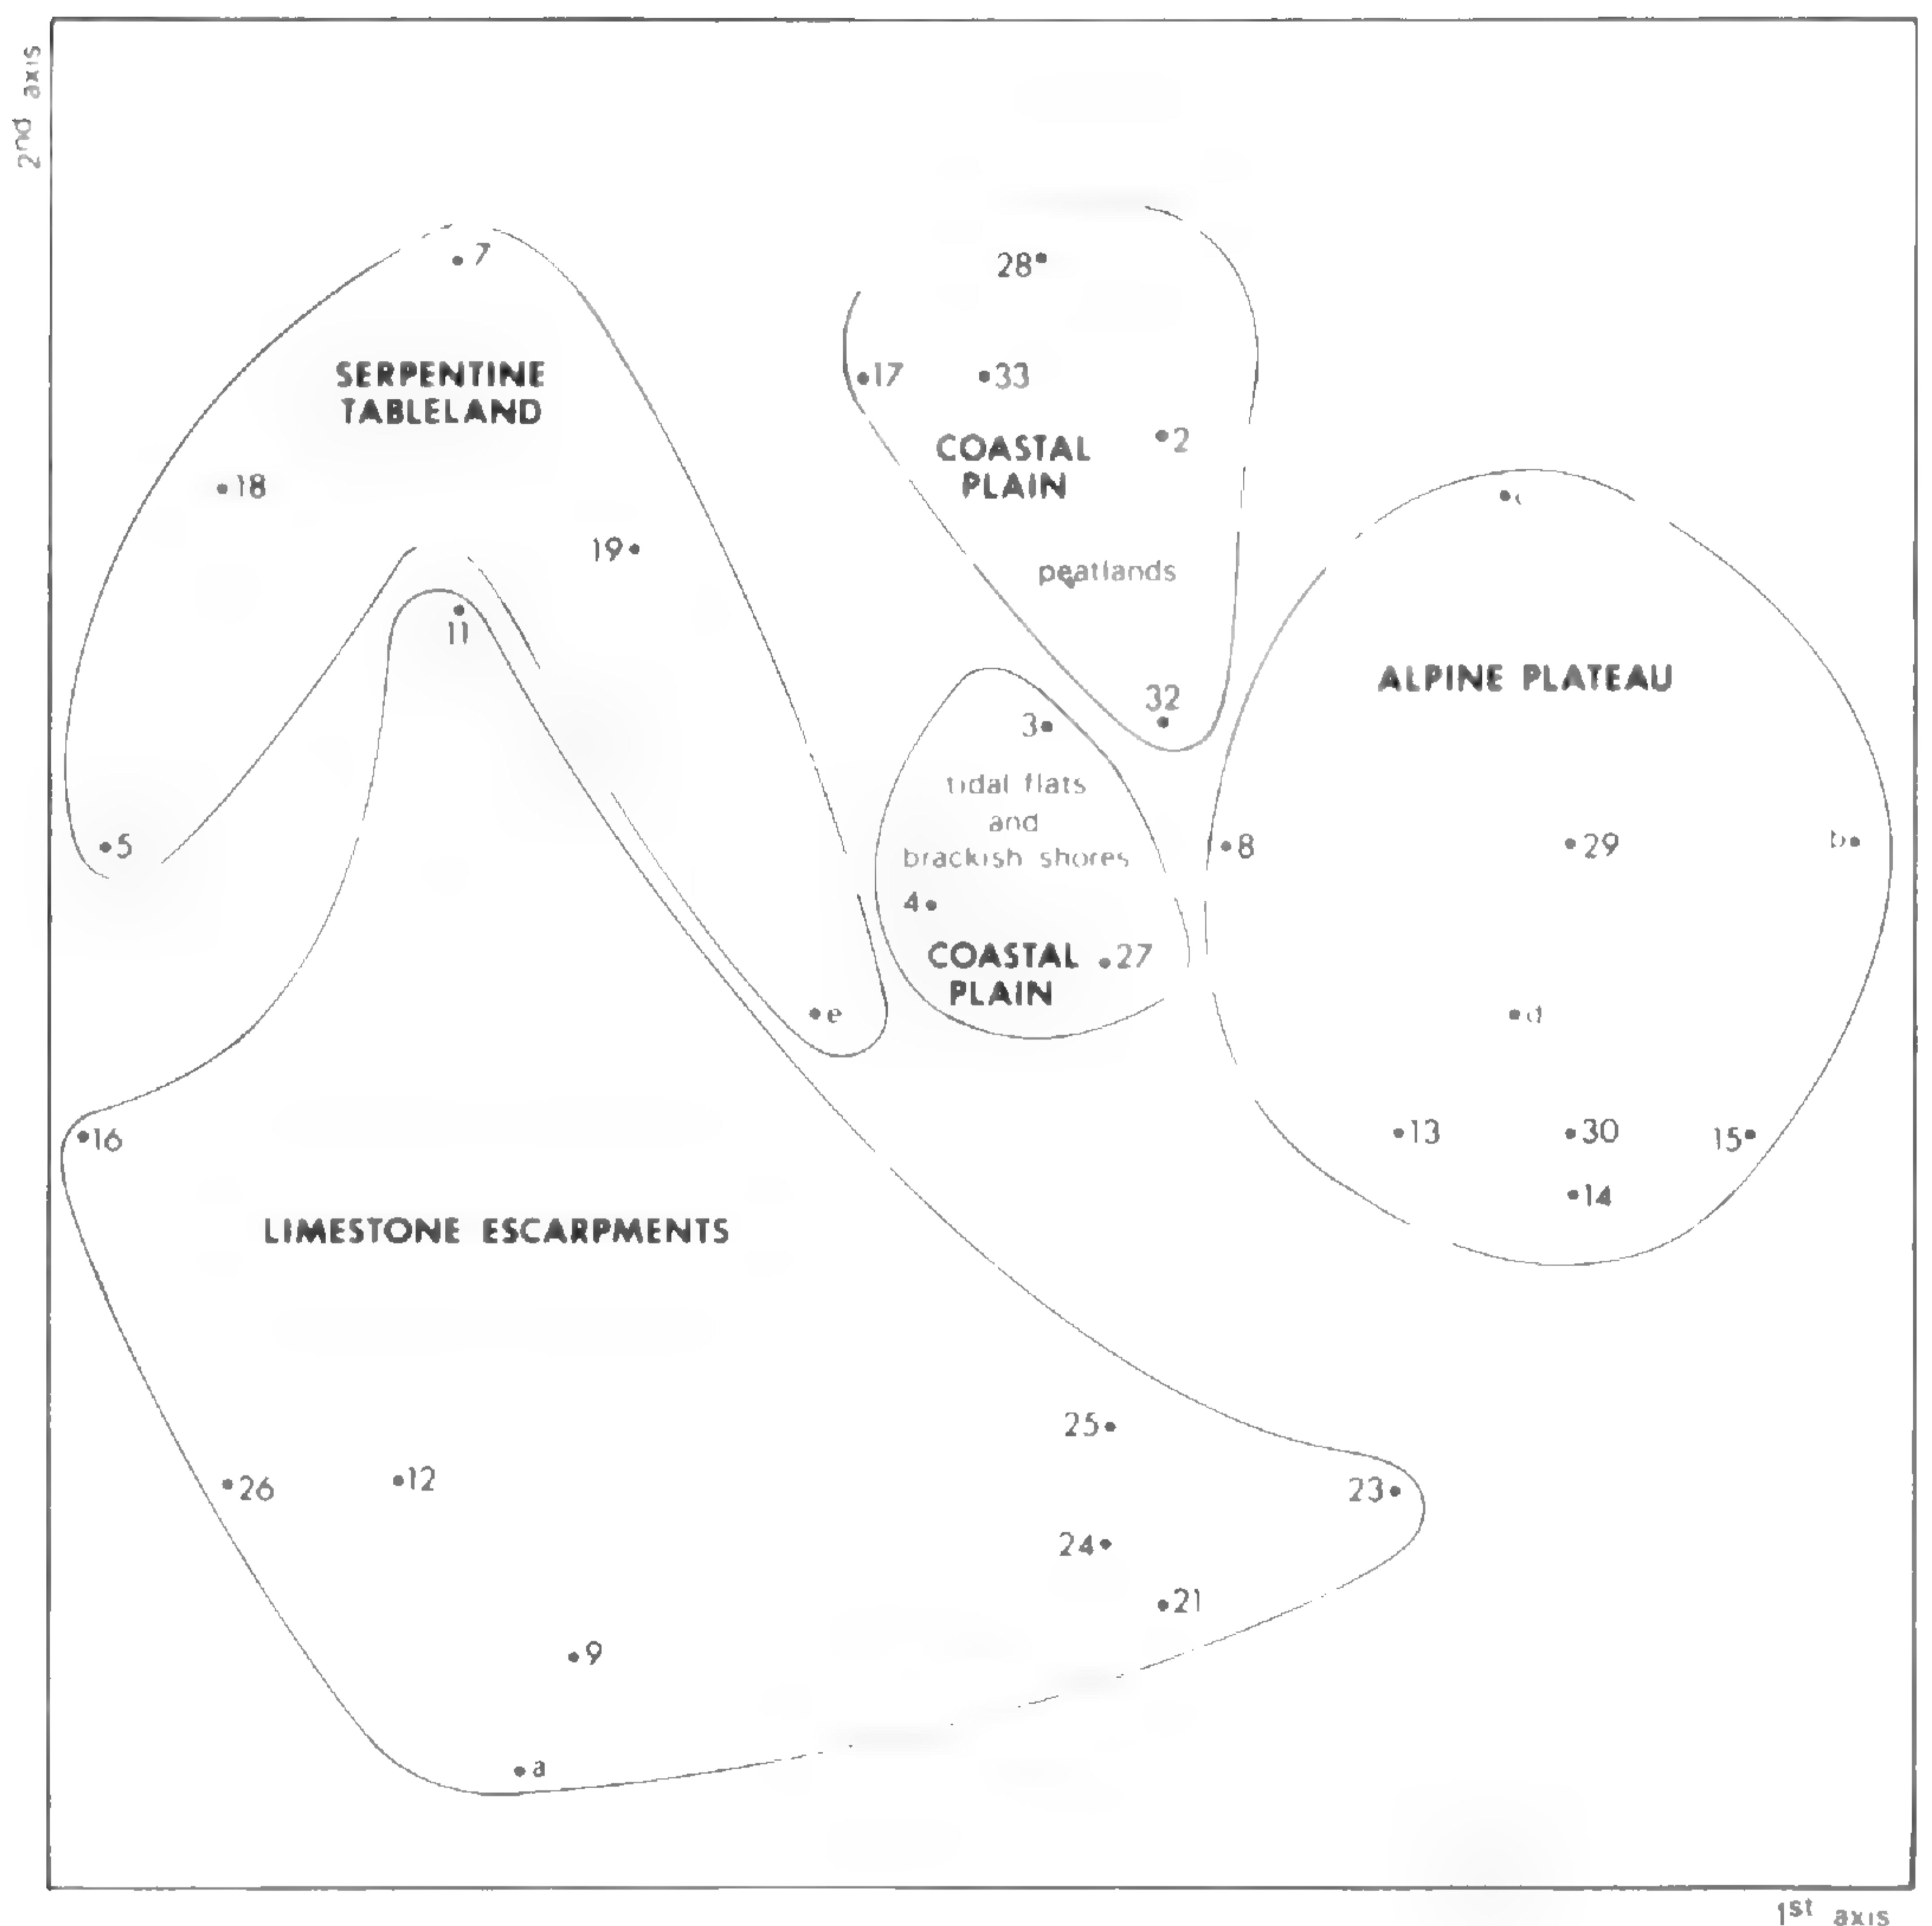 2nd axis
7
28
SERPENTINE
TABLELAND
17
33
COASTAL
PLAIN
2
18
c
19
peatlands
11
ALPINE PLATEAU
32
3
tidal flats
and
brackish shores
5
8
29
b
4
COASTAL
PLAIN
27
e
d
16
13
30
15
14
LIMESTONE ESCARPMENTS
25
26
12
23
24
21
9
a
1st axis